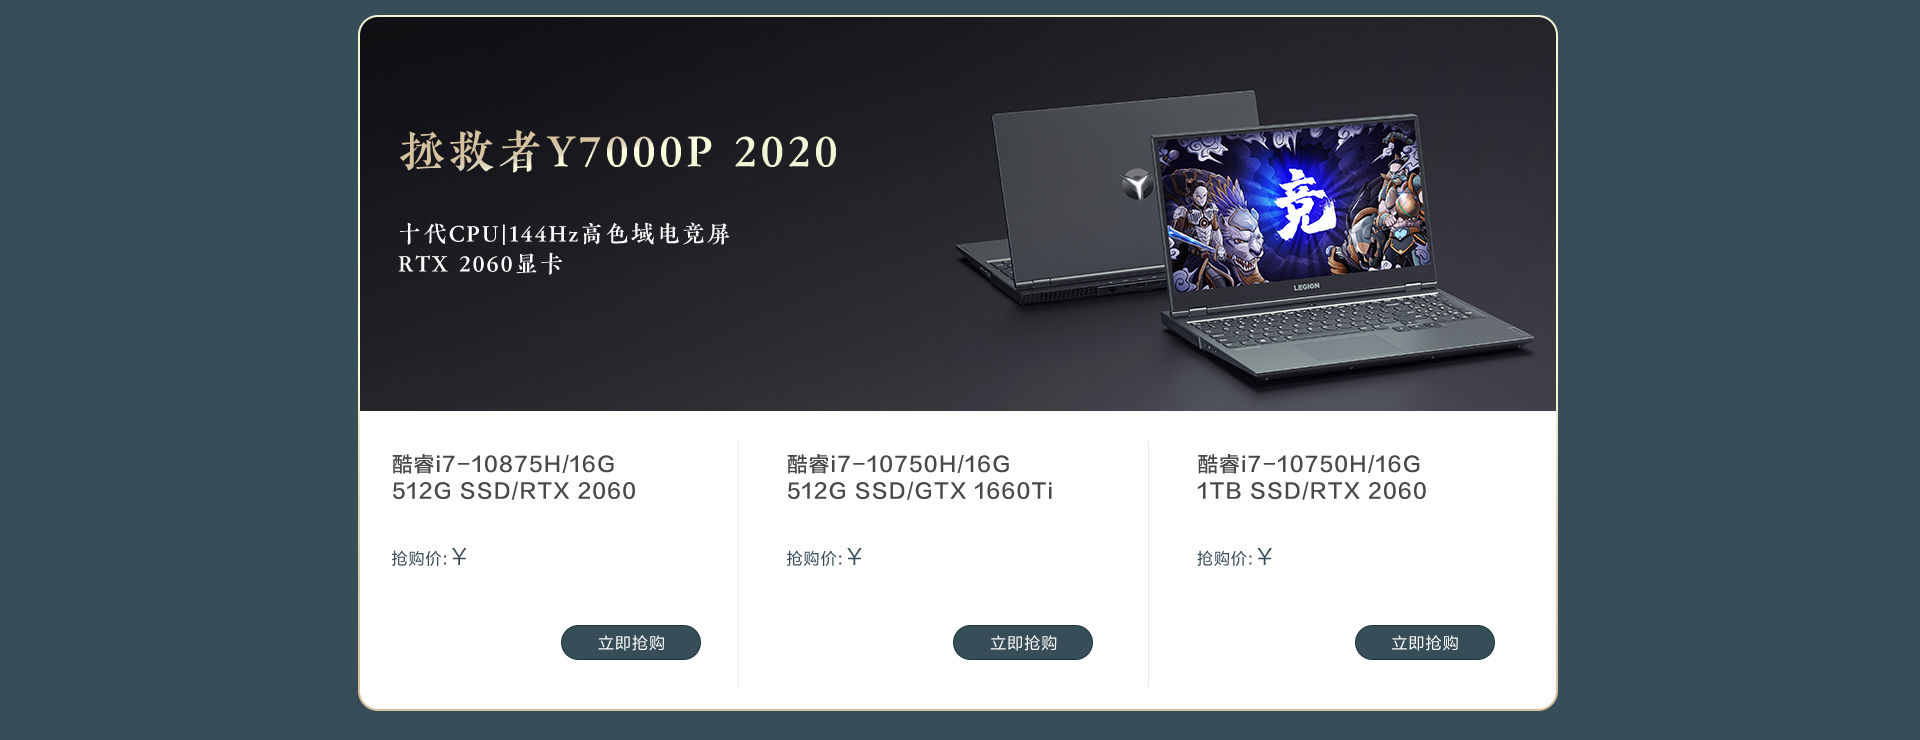 拯救者Y7000P 2020
十代CPU|144Hz高色域电竞屏
RTX 2060显卡
竞
LEGION
酷睿i7-10875H/16G
512G SSD/RTX 2060
抢购价:¥
立即抢购
酷睿i7-10750H/16G
512G SSD/GTX 1660Ti
抢购价:¥
立即抢购
酷睿i7-10750H/16G
1TB SSD/RTX 2060
抢购价:¥
立即抢购